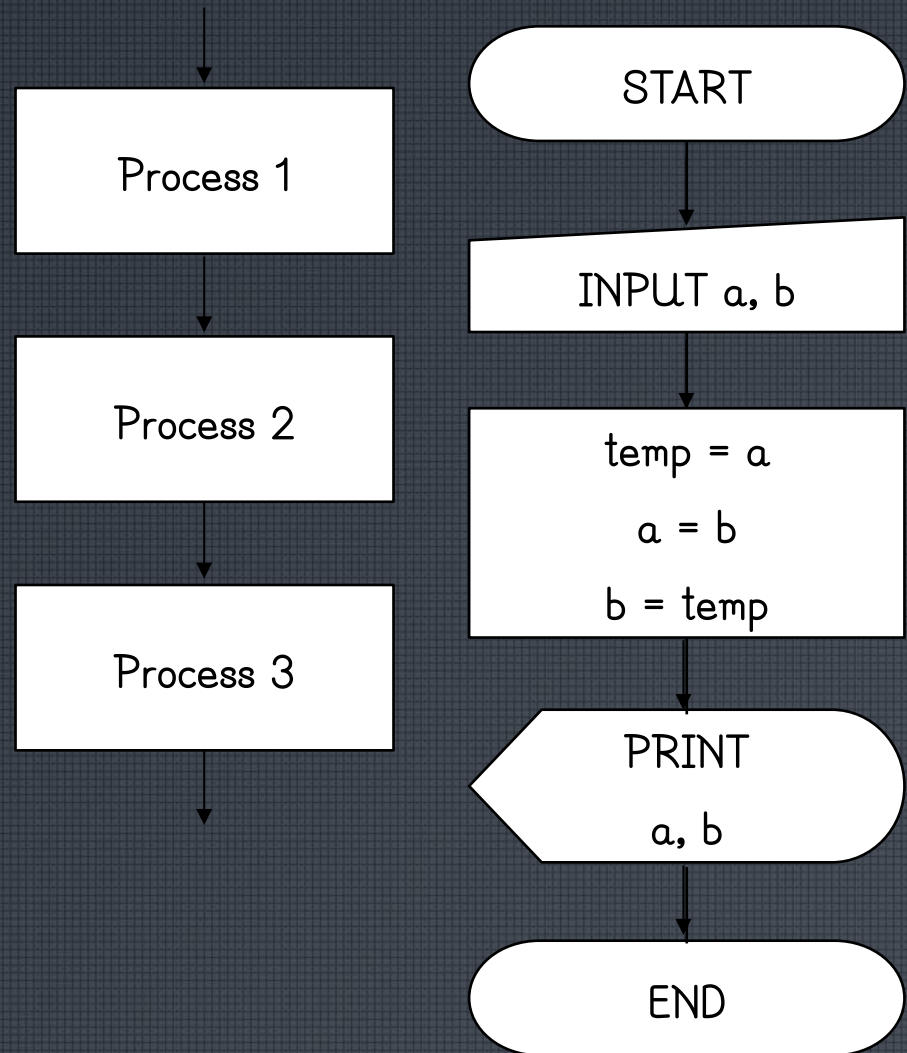 Process 1
Process 2
Process 3
START
INPUT a, b
temp = a
a = b
b = temp
PRINT
a, b
END